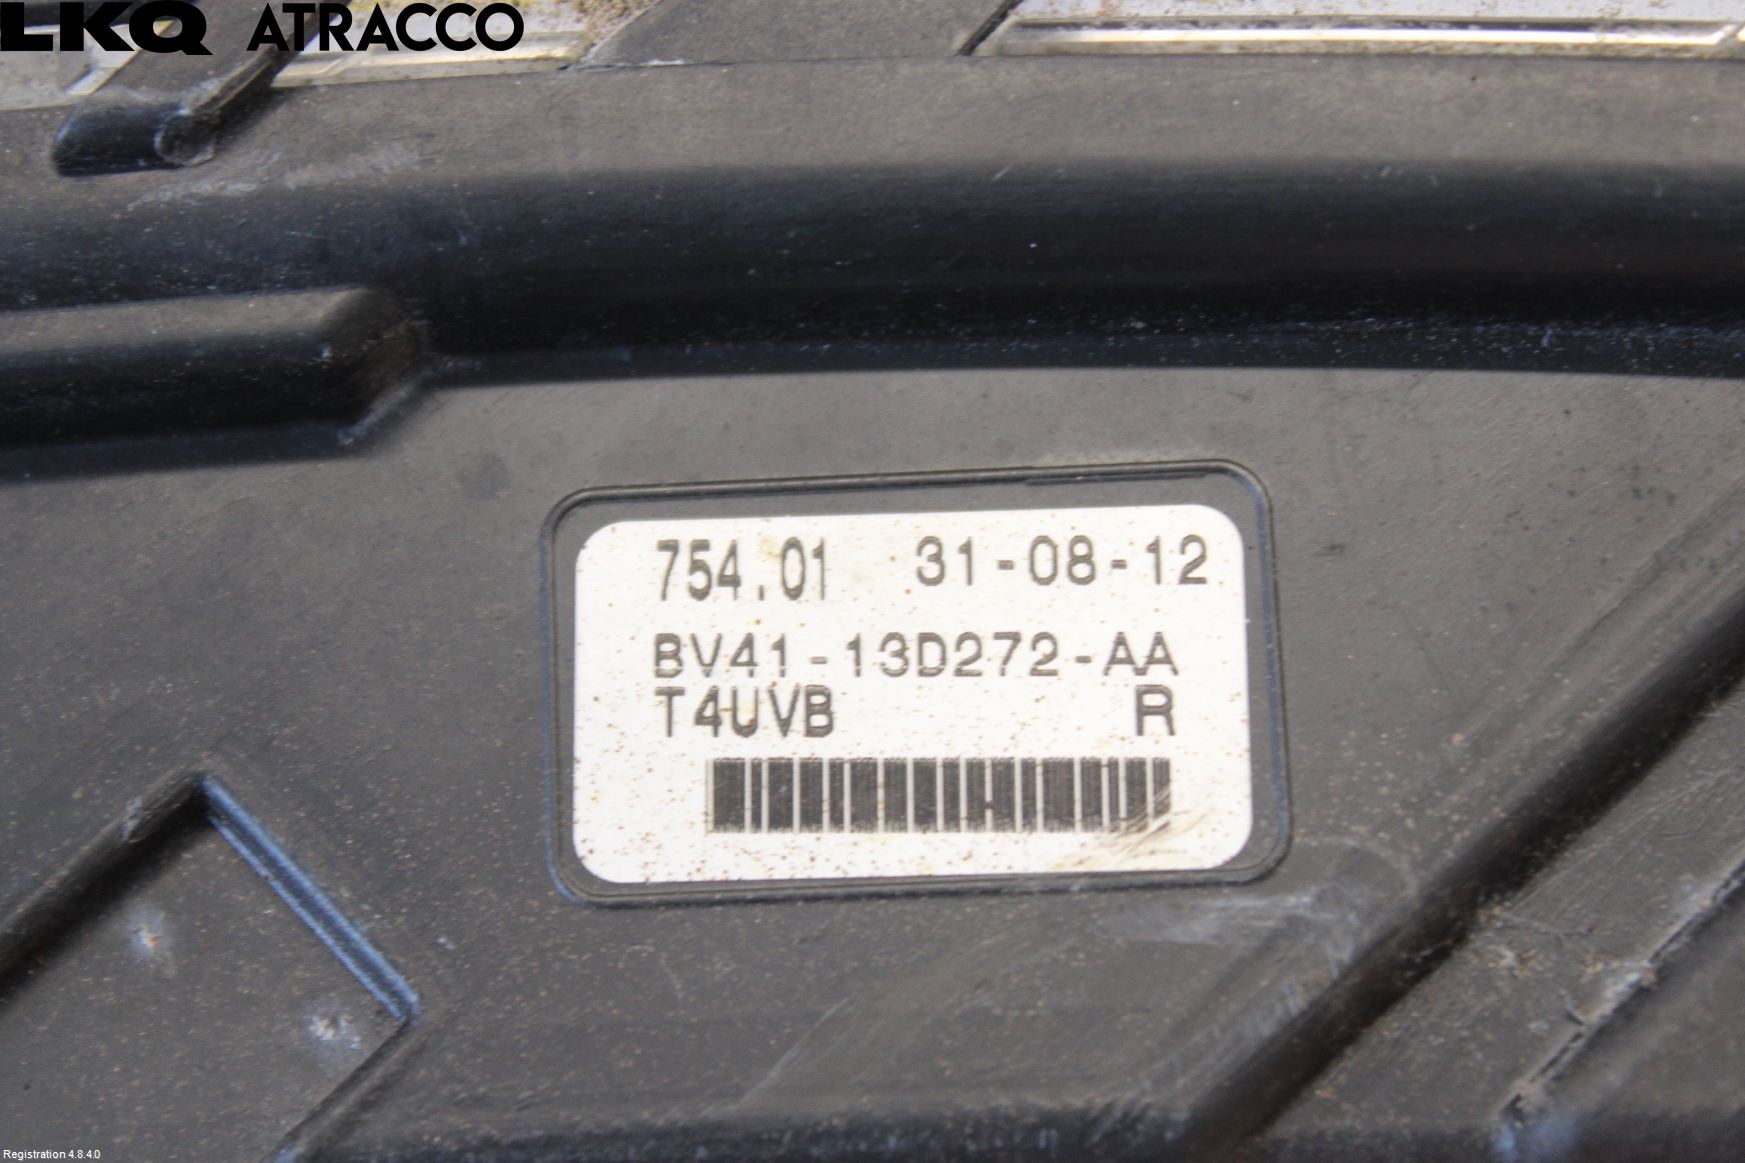 LKQ ATRACCO
754.01 31-08-12
BV41-13D272-AA
T4UVB R
Registration 4.8.4.0